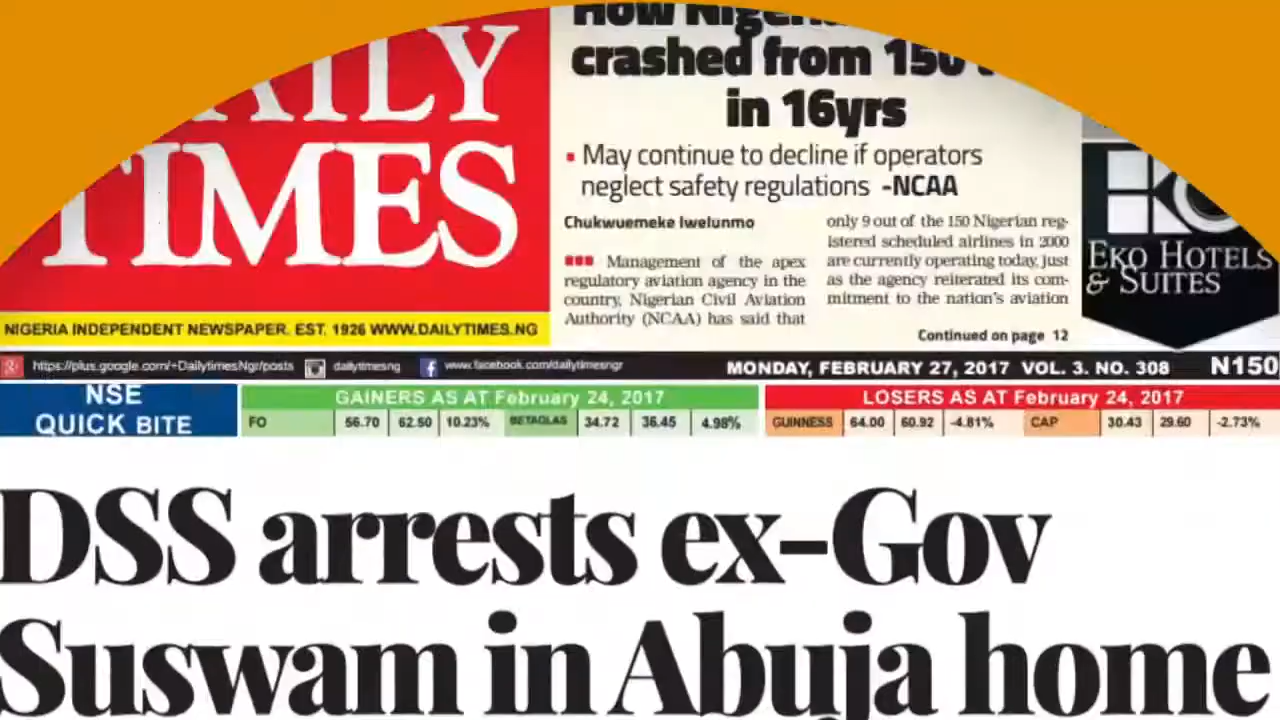 DAILY
TIMES
NIGERIA INDEPENDENT NEWSPAPER. EST. 1926 WWW.DAILYTIMES.NG
How
crashed from 150
in 16yrs
▪ May continue to decline if operators
neglect safety regulations -NCAA
Chukwuemeke Iwelunmo
Management of the apex
regulatory aviation agency in the
country, Nigerian Civil Aviation
Authority (NCAA) has said that
only 9 out of the 150 Nigerian reg-
istered scheduled airlines in 2000
are currently operating today, just
as the agency reiterated its com-
mitment to the nation's aviation
Continued on page 12
EKO HOTELS
& SUITES
https://plus.google.com/+DailytimesNgr/posts dailytimesng www.facebook.com/dailytimesngr MONDAY, FEBRUARY 27, 2017 VOL. 3. NO. 308 N150
NSE
QUICK BITE
GAINERS AS AT February 24, 2017
FO 56.70 62.50 10.23% BETAGLAS 34.72 36.45 4.98%
LOSERS AS AT February 24, 2017
GUINNESS 64.00 60.92 -4.81% CAP 30.43 29.60 -2.73%
DSS arrests ex-Gov
Suswam in Abuja home